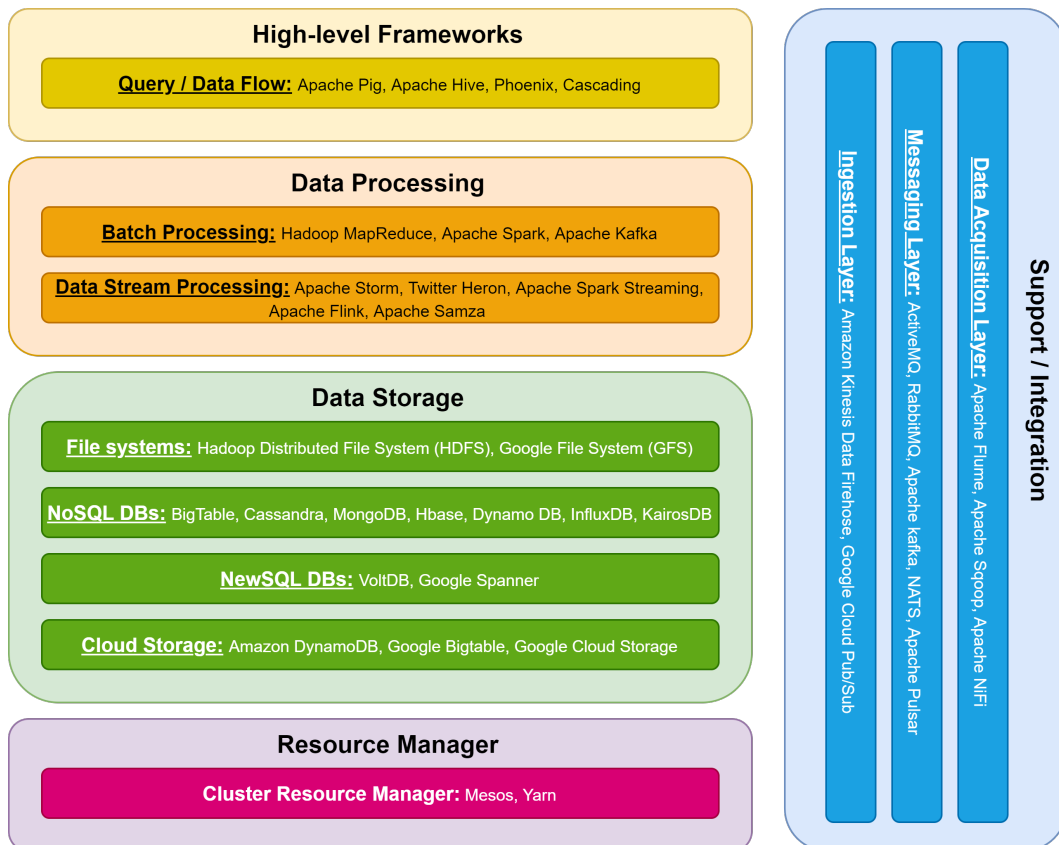 High-level Frameworks
Query / Data Flow: Apache Pig, Apache Hive, Phoenix, Cascading
Data Processing
Batch Processing: Hadoop MapReduce, Apache Spark, Apache Kafka
Data Stream Processing: Apache Storm, Twitter Heron, Apache Spark Streaming,
Apache Flink, Apache Samza
Data Storage
File systems: Hadoop Distributed File System (HDFS), Google File System (GFS)
NoSQL DBs: BigTable, Cassandra, MongoDB, Hbase, Dynamo DB, InfluxDB, KairosDB
NewSQL DBs: VoltDB, Google Spanner
Cloud Storage: Amazon DynamoDB, Google Bigtable, Google Cloud Storage
Resource Manager
Cluster Resource Manager: Mesos, Yarn
Support / Integration
Data Acquisition Layer: Apache Flume, Apache Sqoop, Apache NiFi
Messaging Layer: ActiveMQ, RabbitMQ, Apache kafka, NATS, Apache Pulsar
Ingestion Layer: Amazon Kinesis Data Firehose, Google Cloud Pub/Sub